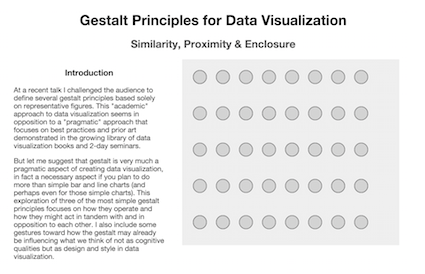 Gestalt Principles for Data Visualization
Similarity, Proximity & Enclosure
Introduction
At a recent talk I challenged the audience to
define several gestalt principles based solely
on representative figures. This "academic"
approach to data visualization seems in
opposition to a "pragmatic" approach that
focuses on best practices and prior art
demonstrated in the growing library of data
visualization books and 2-day seminars.
But let me suggest that gestalt is very much a
pragmatic aspect of creating data visualization,
in fact a necessary aspect if you plan to do
more than simple bar and line charts (and
perhaps even for those simple charts). This
exploration of three of the most simple gestalt
principles focuses on how they operate and
how they might act in tandem with and in
opposition to each other. I also include some
gestures toward how the gestalt may already
be influencing what we think of not as cognitive
qualities but as design and style in data
visualization.